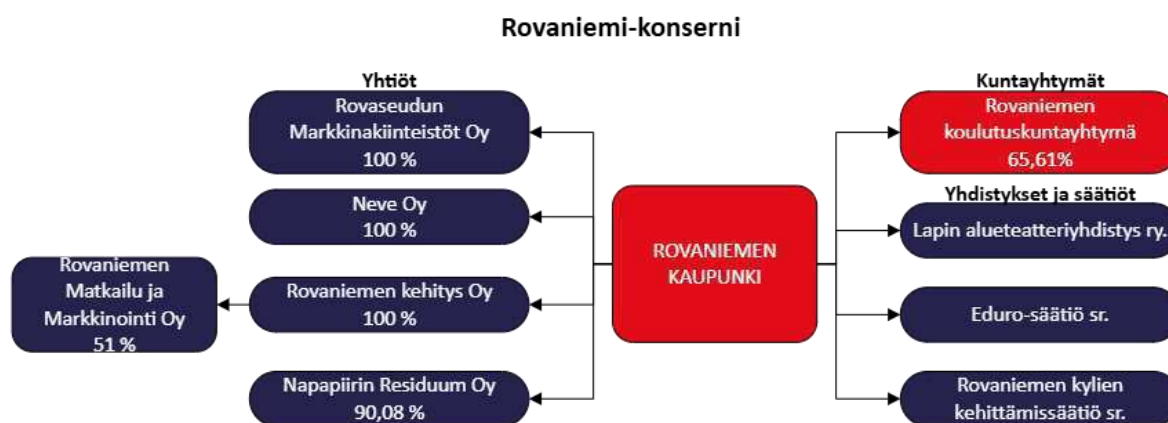 Rovaniemi-konserni
Yhtiöt
Rovaseudun
Markkinakiinteistöt Oy
100 %
Neve Oy
100 %
Rovaniemen
Matkailu ja
Markkinointi Oy
51 %
Rovaniemen kehitys Oy
100 %
Napapiirin Residuum Oy
90,08 %
ROVANIEMEN
KAUPUNKI
Kuntayhtymät
Rovaniemen
koulutuskuntayhtymä
65,61%
Yhdistykset ja säätiöt
Lapin alueteatteriyhdistys ry.
Eduro-säätiö sr.
Rovaniemen kylien
kehittämissäätiö sr.